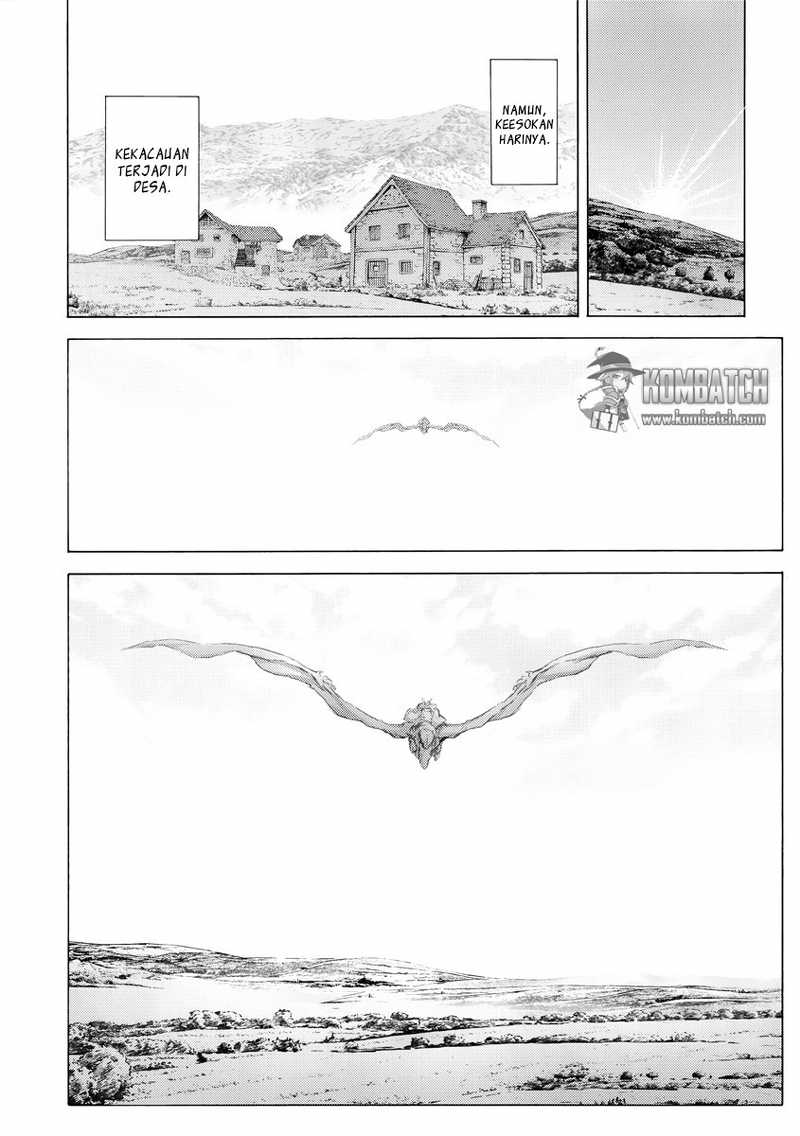 NAMUN,
KEESOKAN
HARINYA.
KEKACAUAN
TERJADI DI
DESA.
KOMBATCH
www.kombatch.com